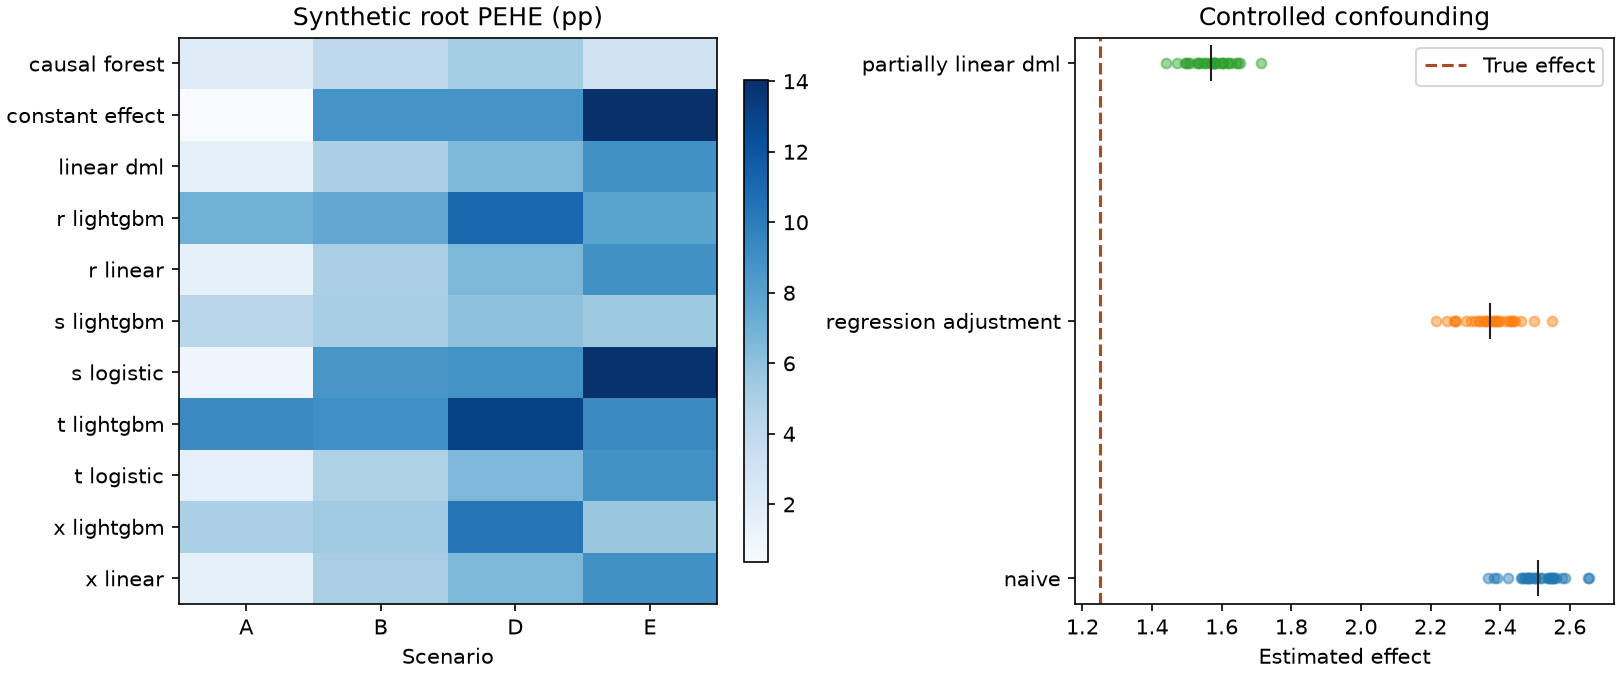 Synthetic root PEHE (pp)
causal forest
constant effect
linear dml
r lightgbm
r linear
s lightgbm
s logistic
t lightgbm
t logistic
x lightgbm
x linear
A B D E
Scenario
14
12
10
8
6
4
2
Controlled confounding
True effect
partially linear dml
regression adjustment
naive
1.2 1.4 1.6 1.8 2.0 2.2 2.4 2.6
Estimated effect